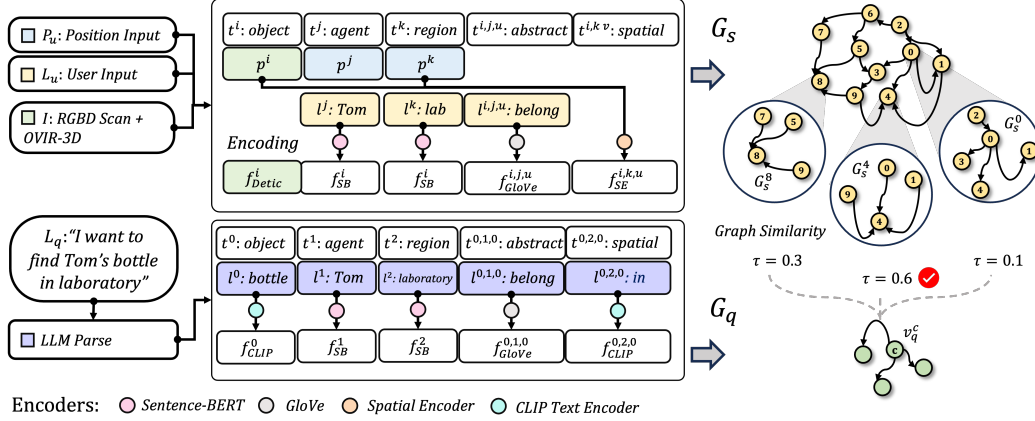 P_u: Position Input
L_u: User Input
I: RGBD Scan +
OVIR-3D
t^i: object
t^j: agent
t^k: region
t^{i,j,u}: abstract
t^{i,k v}: spatial
p^i
p^j
p^k
l^j: Tom
l^k: lab
l^{i,j,u}: belong
Encoding
f^i_{Detic}
f^i_{SB}
f^i_{SB}
f^{i,j,u}_{GloVe}
f^{i,k,u}_{SE}
L_q:“I want to
find Tom’s bottle
in laboratory”
LLM Parse
t^0: object
t^1: agent
t^2: region
t^{0,1,0}: abstract
t^{0,2,0}: spatial
l^0: bottle
l^1: Tom
l^2: laboratory
l^{0,1,0}: belong
l^{0,2,0}: in
f^0_{CLIP}
f^1_{SB}
f^2_{SB}
f^{0,1,0}_{GloVe}
f^{0,2,0}_{CLIP}
Encoders:
Sentence-BERT
GloVe
Spatial Encoder
CLIP Text Encoder
G_s
6
2
7
5
0
1
3
8
9
4
7
5
8
9
G_s^8
9
0
1
4
G_s^4
2
0
3
1
4
G_s^0
Graph Similarity
τ = 0.3
τ = 0.6
τ = 0.1
G_q
v_q^c
c